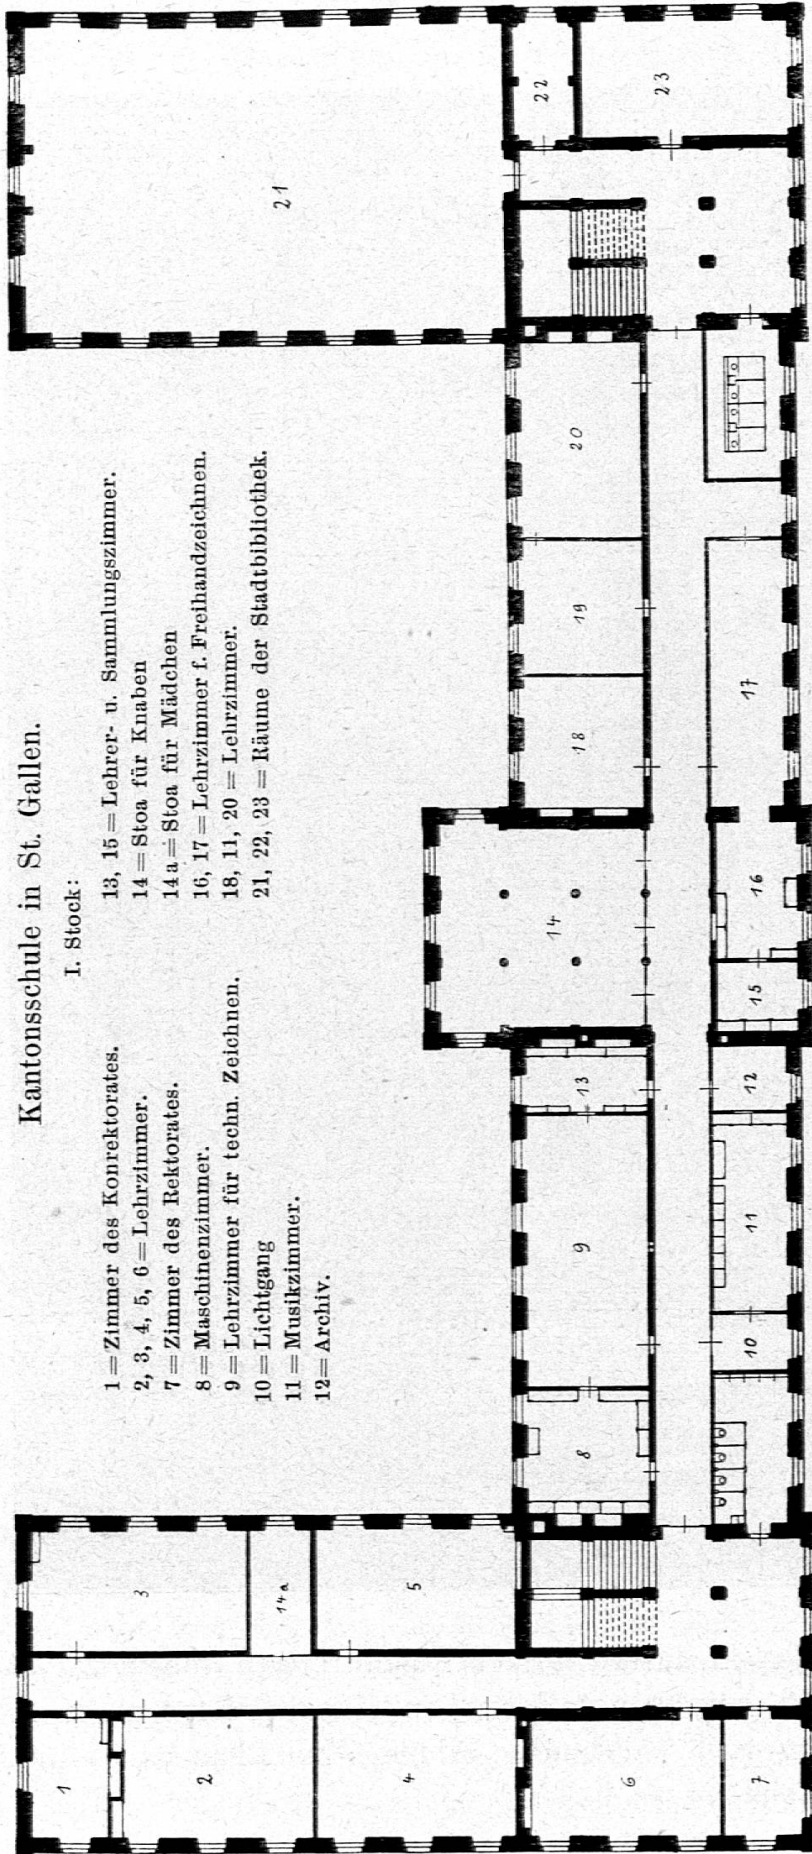 Kantonsschule in St. Gallen.
I. Stock:
1 = Zimmer des Konrektorates.
2, 3, 4, 5, 6 = Lehrzimmer.
7 = Zimmer des Rektorates.
8 = Maschinenzimmer.
9 = Lehrzimmer für techn. Zeichnen.
10 = Lichtgang
11 = Musikzimmer.
12 = Archiv.
13, 15 = Lehrer- u. Sammlungszimmer.
14 = Stoa für Knaben
14a = Stoa für Mädchen
16, 17 = Lehrzimmer f. Freihandzeichnen.
18, 11, 20 = Lehrzimmer.
21, 22, 23 = Räume der Stadtbibliothek.
1
2
3
4
14a
5
6
7
8
9
10
11
12
13
14
15
16
17
18
19
20
21
22
23